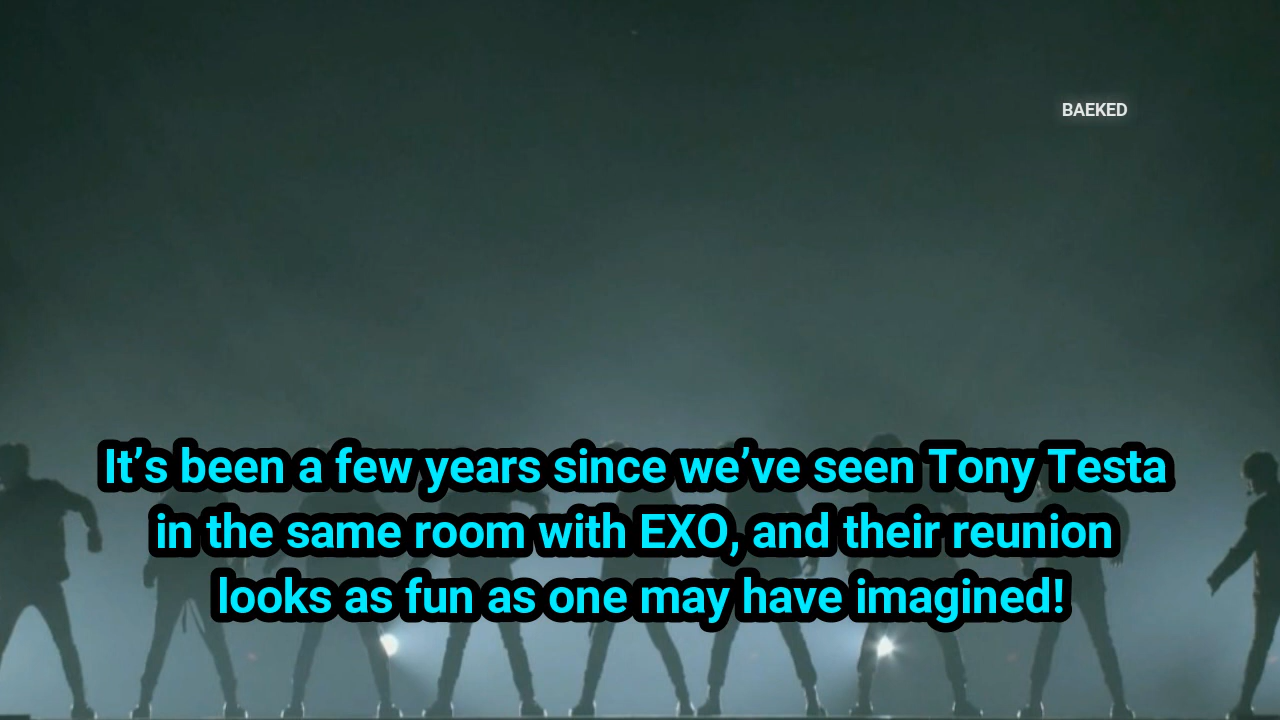 BAEKED
It’s been a few years since we’ve seen Tony Testa
in the same room with EXO, and their reunion
looks as fun as one may have imagined!